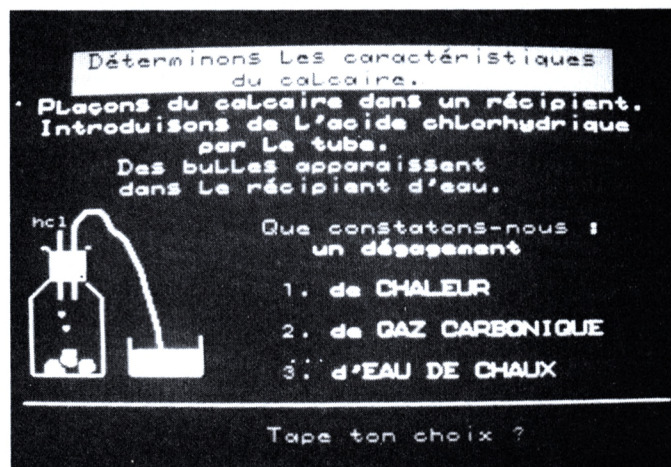 Déterminons les caractéristiques
du calcaire.
Plaçons du calcaire dans un récipient.
Introduisons de l'acide chlorhydrique
par le tube.
Des bulles apparaissent
dans le récipient d'eau.
hcl
Que constatons-nous :
un dégagement
1. de CHALEUR
2. de GAZ CARBONIQUE
3. d'EAU DE CHAUX
Tape ton choix ?